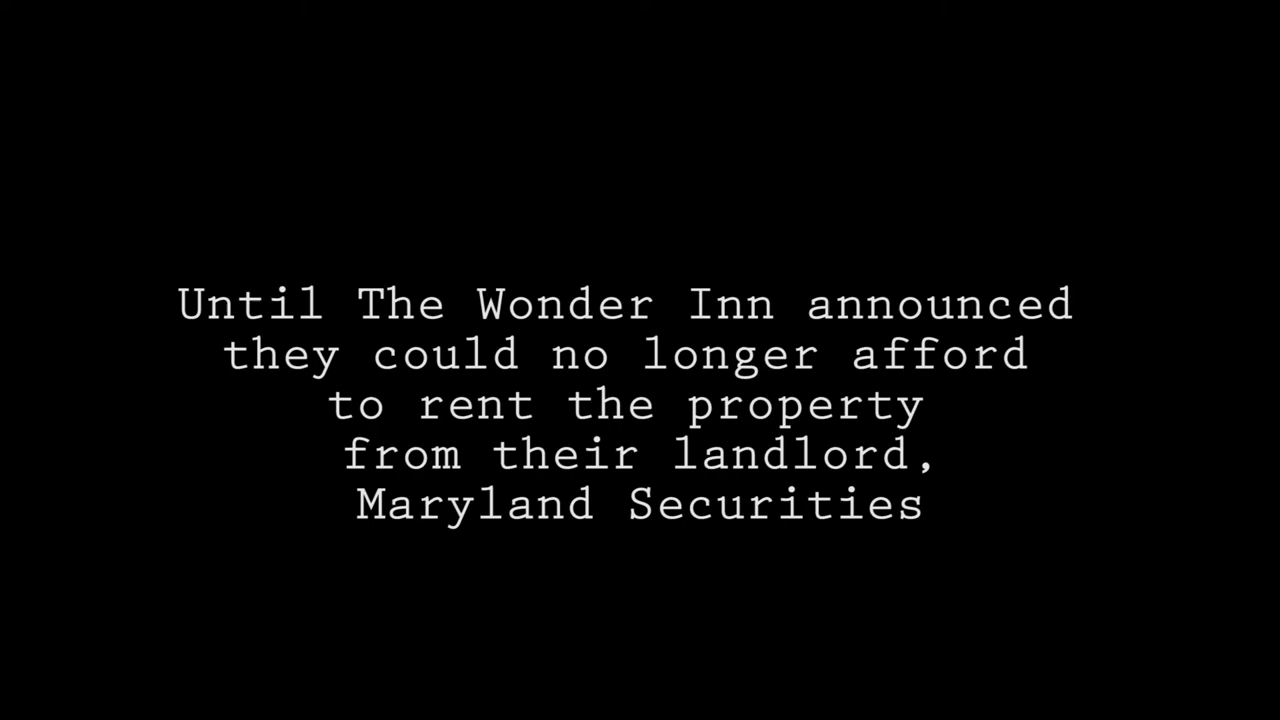 Until The Wonder Inn announced
they could no longer afford
to rent the property
from their landlord,
Maryland Securities